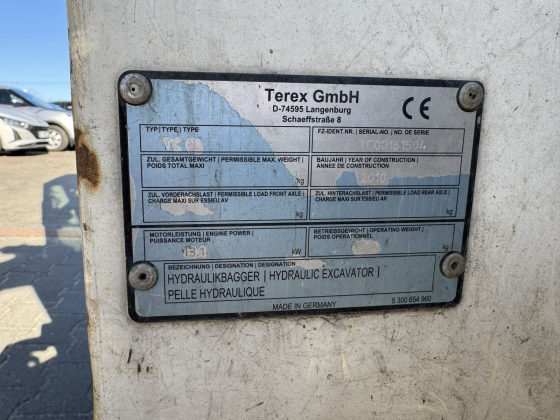 Terex GmbH
D-74595 Langenburg
Schaeffstraße 8
CE
TYP | TYPE | TYPE
FZ-IDENT.NR. | SERIAL-NO. | NO. DE SERIE
ZUL. GESAMTGEWICHT | PERMISSIBLE MAX. WEIGHT |
POIDS TOTAL MAXI
kg
BAUJAHR | YEAR OF CONSTRUCTION |
ANNEE DE CONSTRUCTION
2010
ZUL. VORDERACHSLAST | PERMISSIBLE LOAD FRONT AXLE |
CHARGE MAXI SUR ESSIEU AV
kg
ZUL. HINTERACHSLAST | PERMISSIBLE LOAD REAR AXLE |
CHARGE MAXI SUR ESSIEU AR
kg
MOTORLEISTUNG | ENGINE POWER |
PUISSANCE MOTEUR
kW
BETRIEBSGEWICHT | OPERATING WEIGHT |
POIDS OPERATIONNEL
kg
BEZEICHNUNG | DESIGNATION | DESIGNATION
HYDRAULIKBAGGER | HYDRAULIC EXCAVATOR |
PELLE HYDRAULIQUE
MADE IN GERMANY
5 300 654 960